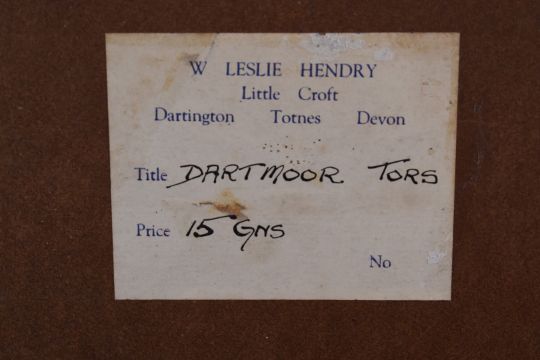 W LESLIE HENDRY
Little Croft
Dartington Totnes Devon
Title DARTMOOR TORS
Price 15 GNS
No